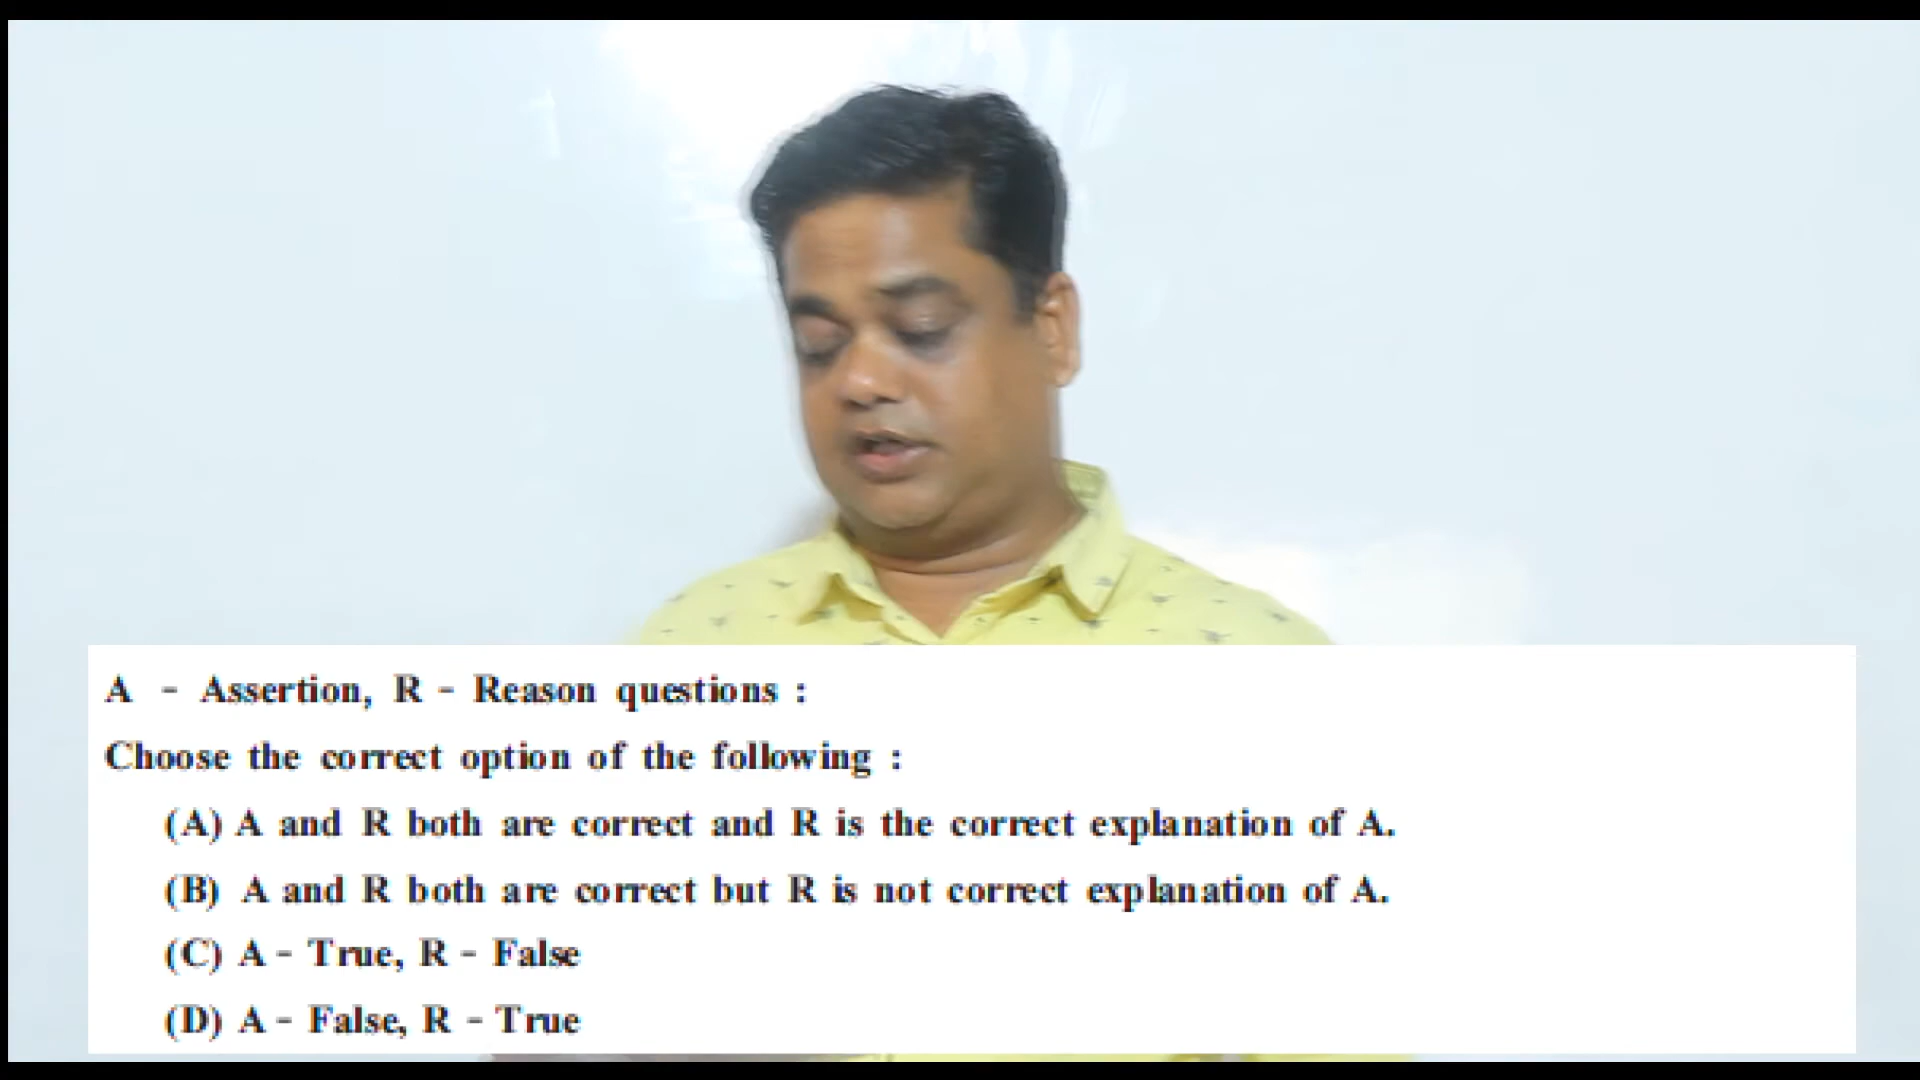 A - Assertion, R - Reason questions :
Choose the correct option of the following :
(A) A and R both are correct and R is the correct explanation of A.
(B) A and R both are correct but R is not correct explanation of A.
(C) A - True, R - False
(D) A - False, R - True